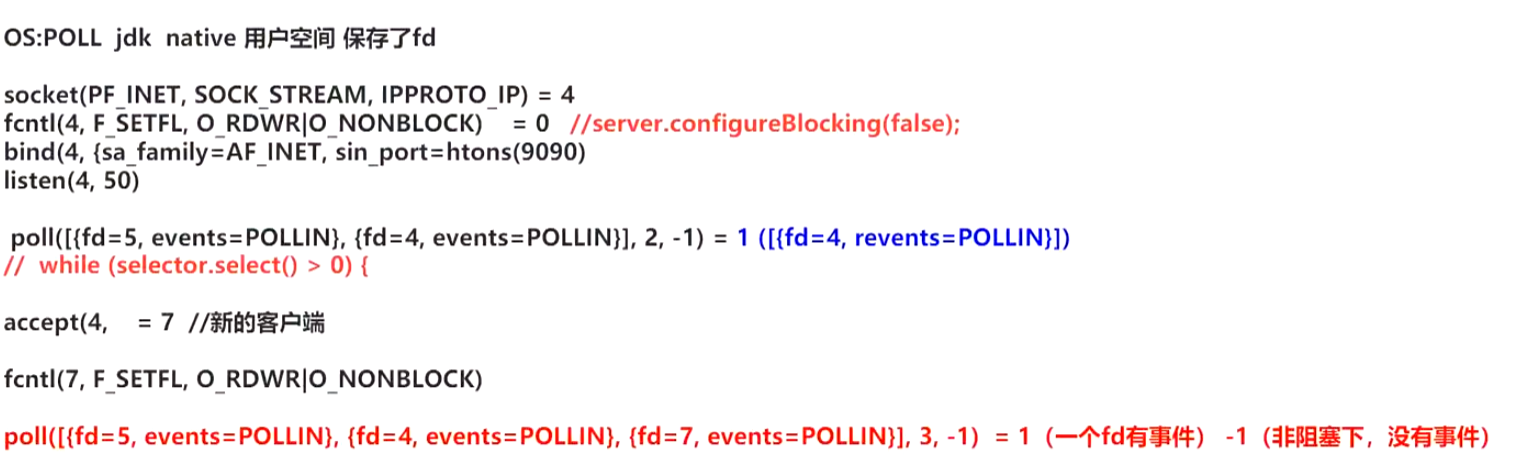 OS:POLL jdk native 用户空间 保存了fd
socket(PF_INET, SOCK_STREAM, IPPROTO_IP) = 4
fcntl(4, F_SETFL, O_RDWR|O_NONBLOCK) = 0 //server.configureBlocking(false);
bind(4, {sa_family=AF_INET, sin_port=htons(9090)
listen(4, 50)
poll([{fd=5, events=POLLIN}, {fd=4, events=POLLIN}], 2, -1) = 1 ([{fd=4, revents=POLLIN}])
// while (selector.select() > 0) {
accept(4, = 7 //新的客户端
fcntl(7, F_SETFL, O_RDWR|O_NONBLOCK)
poll([{fd=5, events=POLLIN}, {fd=4, events=POLLIN}, {fd=7, events=POLLIN}], 3, -1) = 1（一个fd有事件） -1（非阻塞下，没有事件）